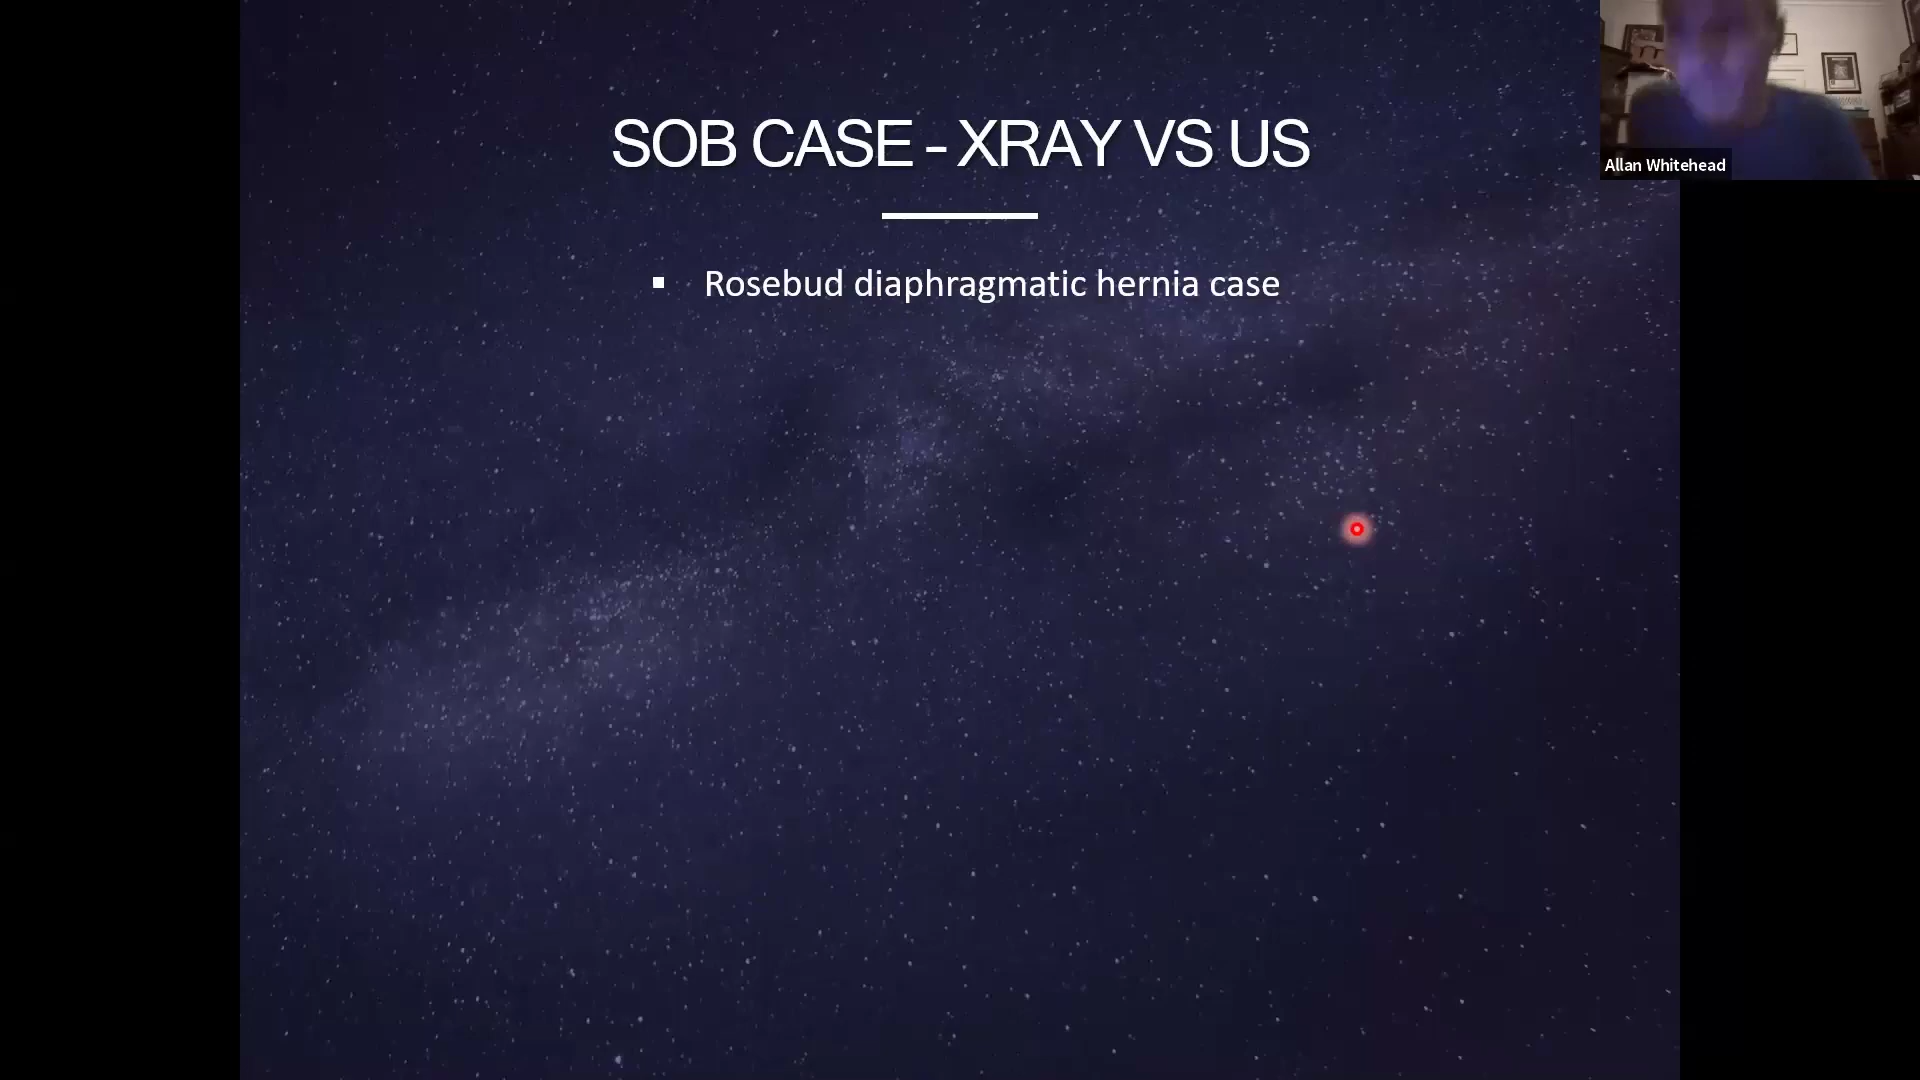 SOB CASE - XRAY VS US
Allan Whitehead
▪ Rosebud diaphragmatic hernia case